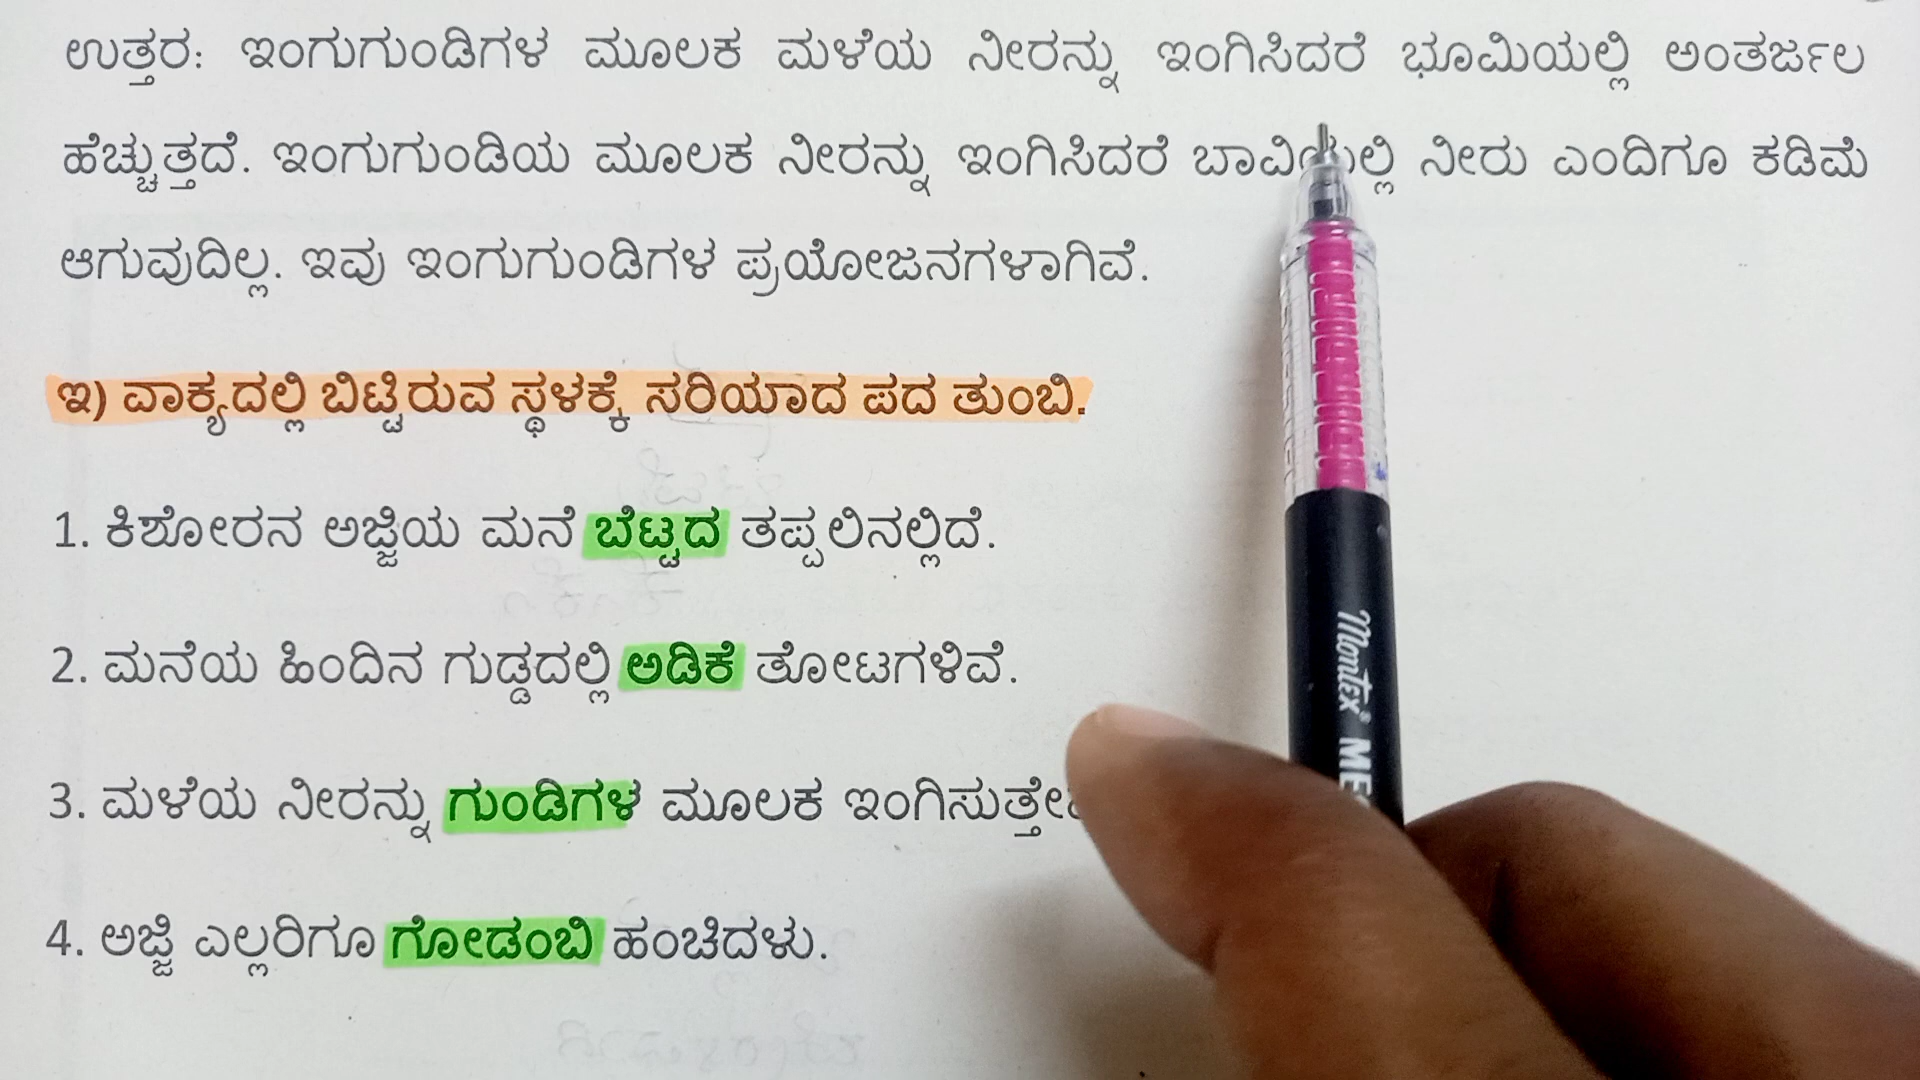 ಉತ್ತರ: ಇಂಗುಗುಂಡಿಗಳ ಮೂಲಕ ಮಳೆಯ ನೀರನ್ನು ಇಂಗಿಸಿದರೆ ಭೂಮಿಯಲ್ಲಿ ಅಂತರ್ಜಲ
ಹೆಚ್ಚುತ್ತದೆ. ಇಂಗುಗುಂಡಿಯ ಮೂಲಕ ನೀರನ್ನು ಇಂಗಿಸಿದರೆ ಬಾವಿಯಲ್ಲಿ ನೀರು ಎಂದಿಗೂ ಕಡಿಮೆ
ಆಗುವುದಿಲ್ಲ. ಇವು ಇಂಗುಗುಂಡಿಗಳ ಪ್ರಯೋಜನಗಳಾಗಿವೆ.
ಇ) ವಾಕ್ಯದಲ್ಲಿ ಬಿಟ್ಟಿರುವ ಸ್ಥಳಕ್ಕೆ ಸರಿಯಾದ ಪದ ತುಂಬಿ.
1. ಕಿಶೋರನ ಅಜ್ಜಿಯ ಮನೆ ಬೆಟ್ಟದ ತಪ್ಪಲಿನಲ್ಲಿದೆ.
2. ಮನೆಯ ಹಿಂದಿನ ಗುಡ್ಡದಲ್ಲಿ ಅಡಿಕೆ ತೋಟಗಳಿವೆ.
3. ಮಳೆಯ ನೀರನ್ನು ಗುಂಡಿಗಳ ಮೂಲಕ
4. ಅಜ್ಜಿ ಎಲ್ಲರಿಗೂ ಗೋಡಂಬಿ ಹಂಚಿದಳು.
Montex